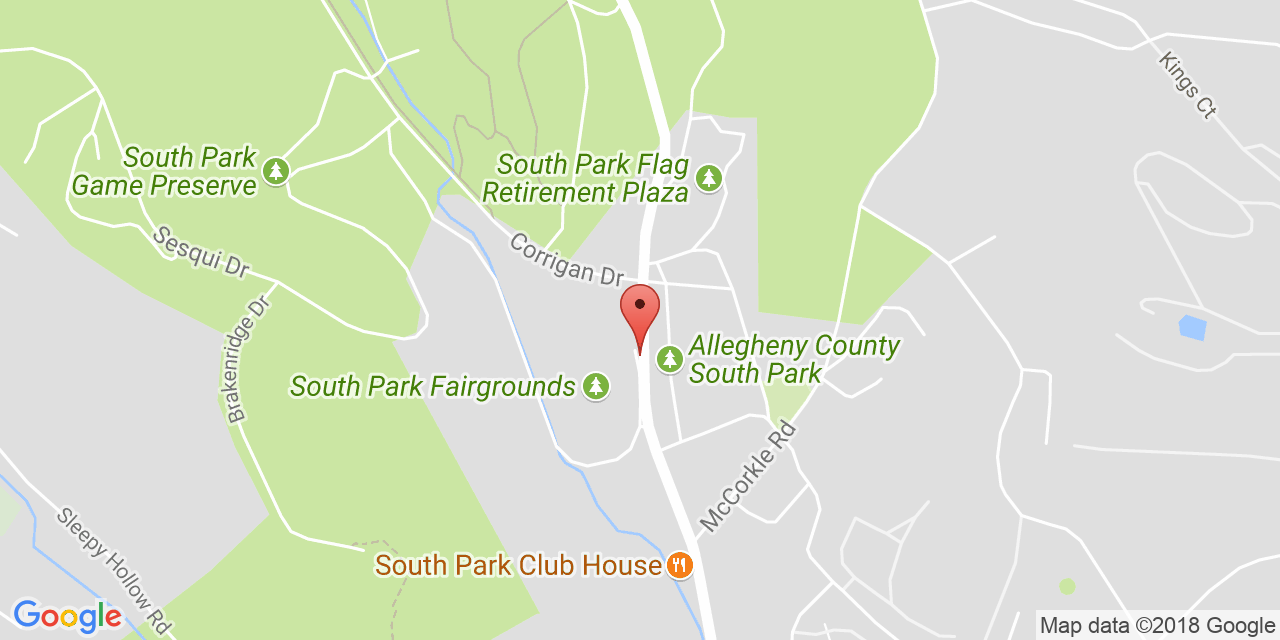 Kings Ct
South Park
Game Preserve
South Park Flag
Retirement Plaza
Sesqui Dr
Corrigan Dr
Brakenridge Dr
Allegheny County
South Park
South Park Fairgrounds
McCorkle Rd
Sleepy Hollow Rd
South Park Club House
Google
Map data ©2018 Google